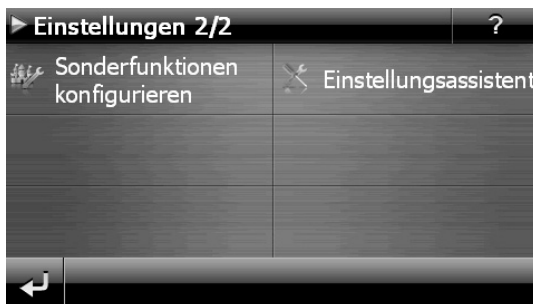 Einstellungen 2/2
?
Sonderfunktionen
konfigurieren
Einstellungsassistent